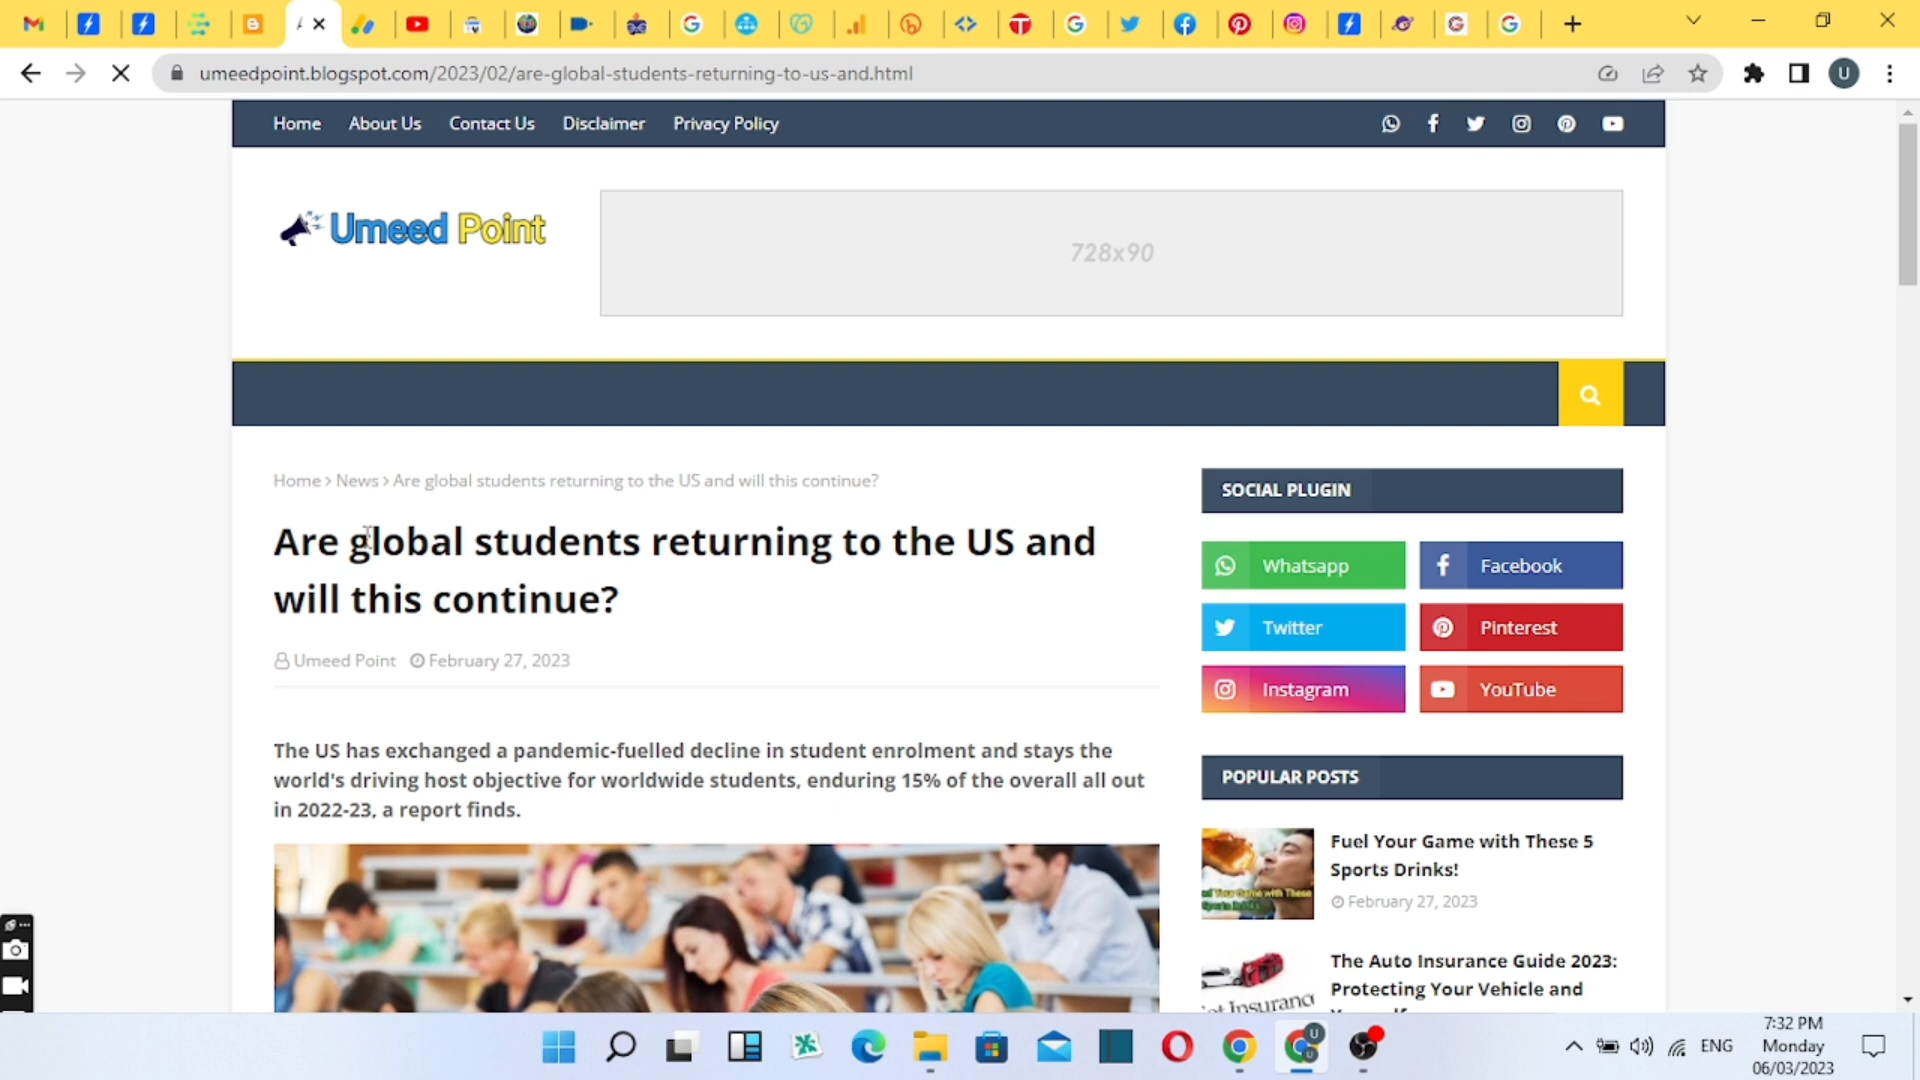 umeedpoint.blogspot.com/2023/02/are-global-students-returning-to-us-and.html
U
Home About Us Contact Us Disclaimer Privacy Policy
Umeed Point
728x90
Home > News > Are global students returning to the US and will this continue?
Are global students returning to the US and
will this continue?
Umeed Point February 27, 2023
The US has exchanged a pandemic-fuelled decline in student enrolment and stays the
world's driving host objective for worldwide students, enduring 15% of the overall all out
in 2022-23, a report finds.
SOCIAL PLUGIN
Whatsapp Facebook
Twitter Pinterest
Instagram YouTube
POPULAR POSTS
Fuel Your Game with These 5
Sports Drinks!
February 27, 2023
The Auto Insurance Guide 2023:
Protecting Your Vehicle and
ENG
7:32 PM
Monday
06/03/2023